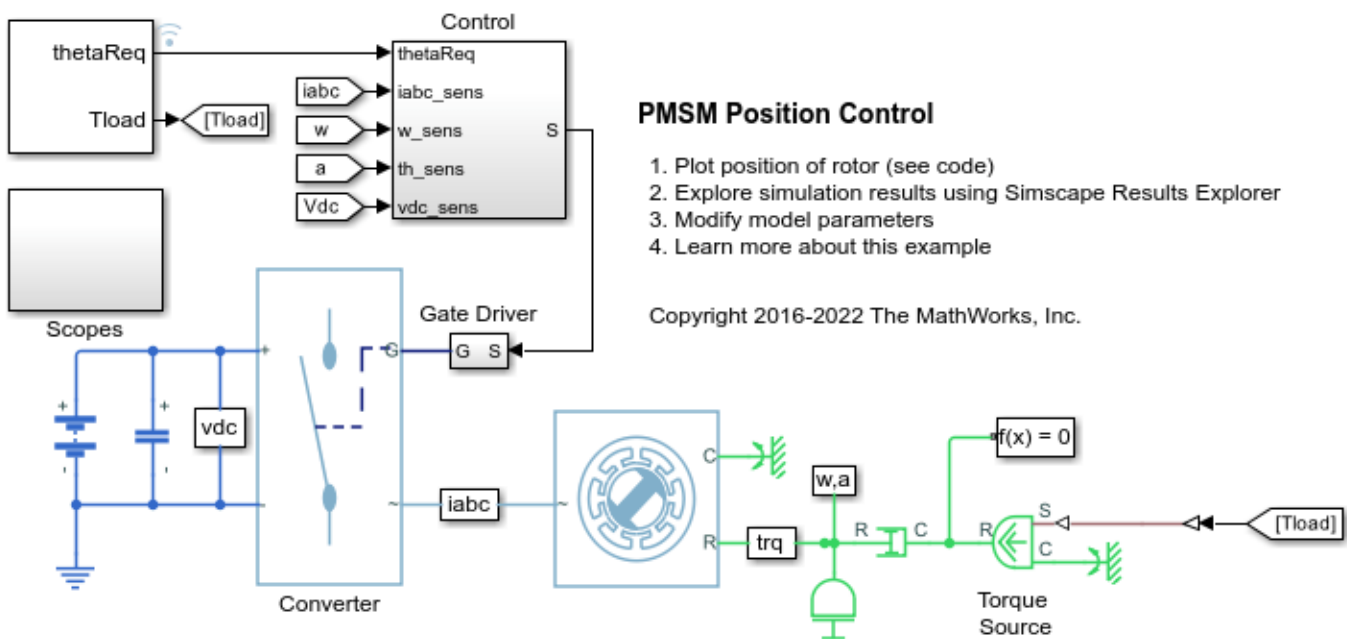 Control
thetaReq
Tload
[Tload]
thetaReq
iabc
iabc_sens
w
w_sens
a
th_sens
Vdc
vdc_sens
S
PMSM Position Control
1. Plot position of rotor (see code)
2. Explore simulation results using Simscape Results Explorer
3. Modify model parameters
4. Learn more about this example
Copyright 2016-2022 The MathWorks, Inc.
Scopes
Gate Driver
G S
+
G
+
+
vdc
-
-
-
~
iabc
~
C
R
trq
w,a
R
C
f(x) = 0
R
S
C
[Tload]
Converter
Torque
Source